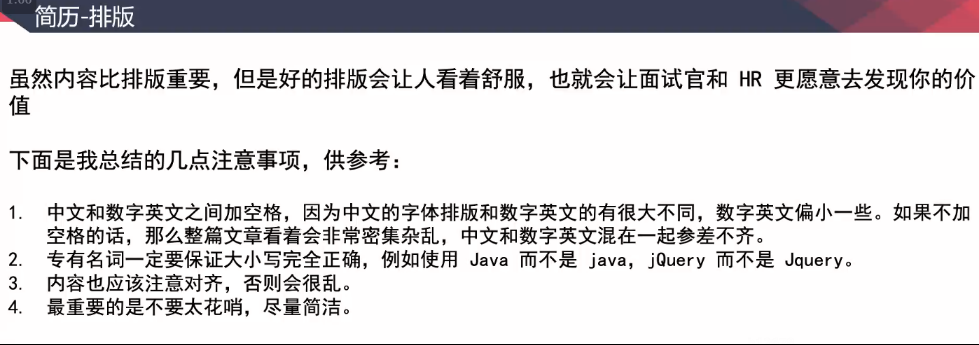 简历-排版
虽然内容比排版重要，但是好的排版会让人看着舒服，也就会让面试官和 HR 更愿意去发现你的价
值
下面是我总结的几点注意事项，供参考：
1. 中文和数字英文之间加空格，因为中文的字体排版和数字英文的有很大不同，数字英文偏小一些。如果不加
空格的话，那么整篇文章看着会非常密集杂乱，中文和数字英文混在一起参差不齐。
2. 专有名词一定要保证大小写完全正确，例如使用 Java 而不是 java，jQuery 而不是 Jquery。
3. 内容也应该注意对齐，否则会很乱。
4. 最重要的是不要太花哨，尽量简洁。